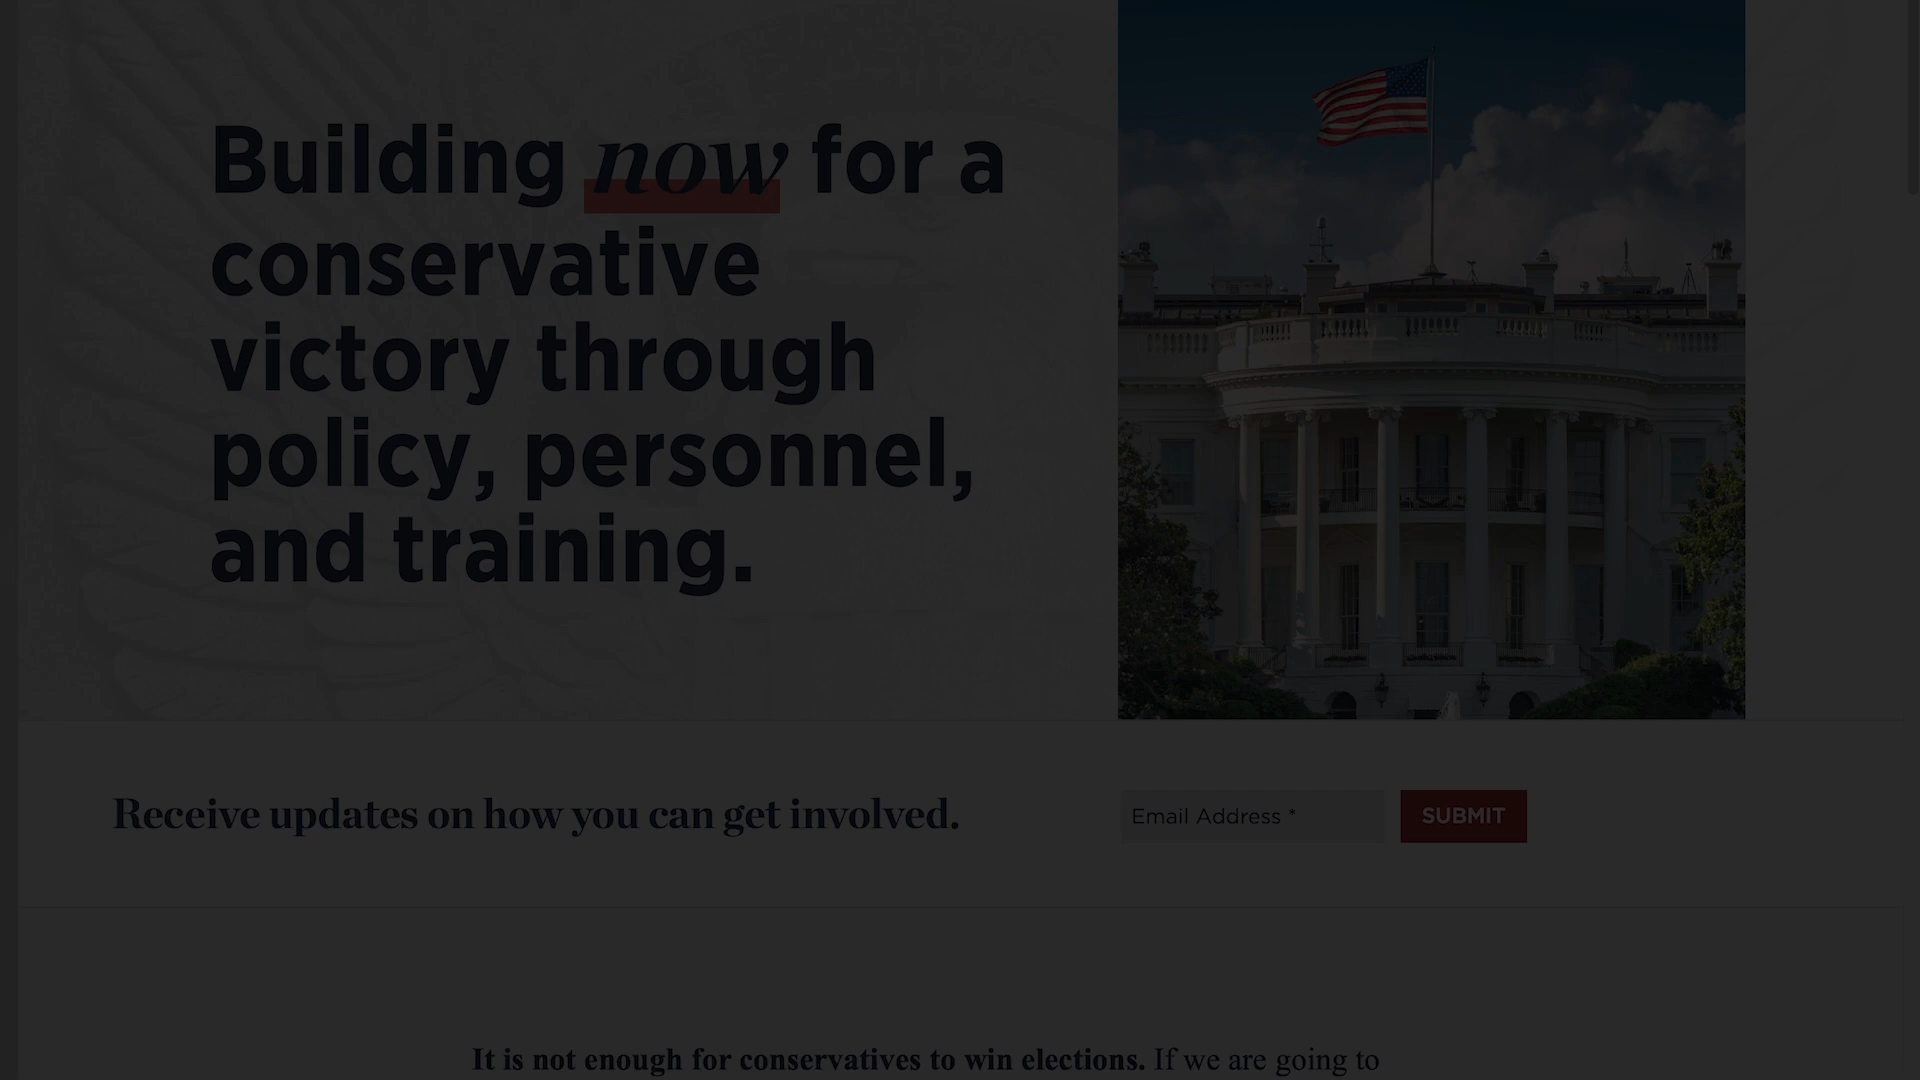 Building now for a
conservative
victory through
policy, personnel,
and training.
Receive updates on how you can get involved.
Email Address *
SUBMIT
It is not enough for conservatives to win elections. If we are going to